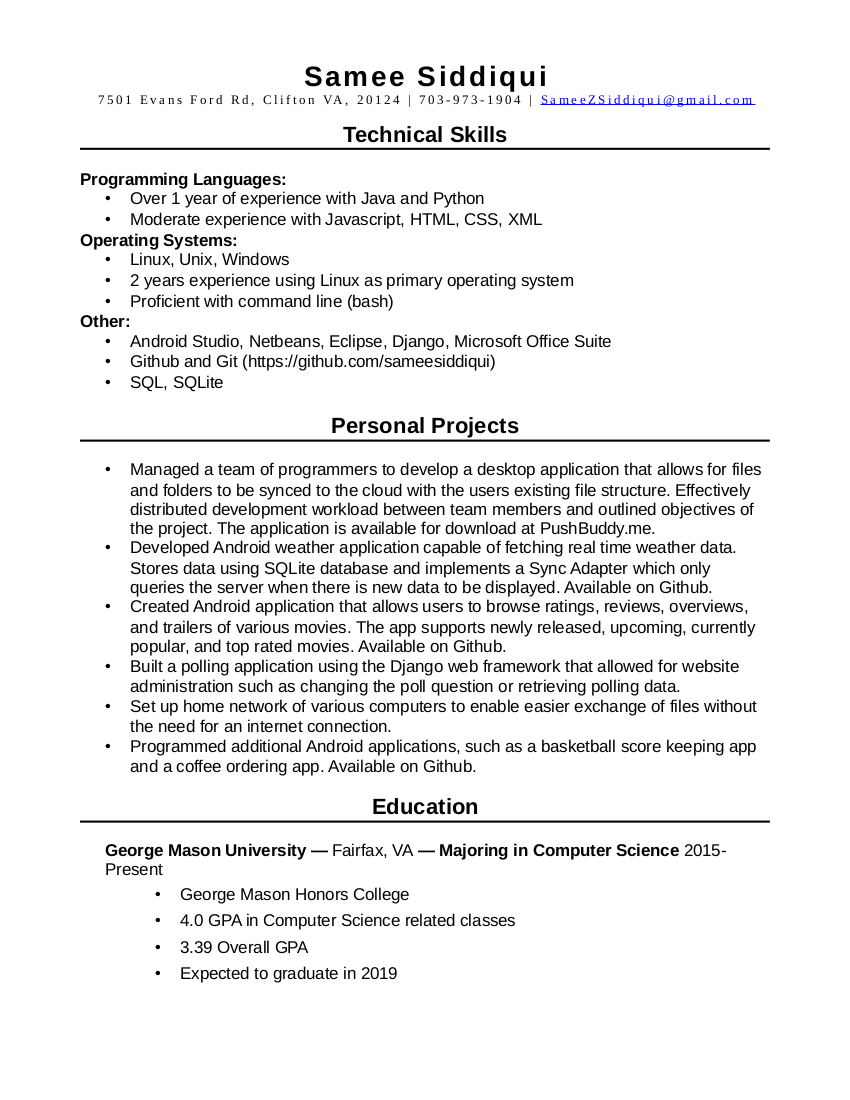 Samee Siddiqui
7501 Evans Ford Rd, Clifton VA, 20124 | 703-973-1904 | SameeZSiddiqui@gmail.com
Technical Skills
Programming Languages:
• Over 1 year of experience with Java and Python
• Moderate experience with Javascript, HTML, CSS, XML
Operating Systems:
• Linux, Unix, Windows
• 2 years experience using Linux as primary operating system
• Proficient with command line (bash)
Other:
• Android Studio, Netbeans, Eclipse, Django, Microsoft Office Suite
• Github and Git (https://github.com/sameesiddiqui)
• SQL, SQLite
Personal Projects
• Managed a team of programmers to develop a desktop application that allows for files
and folders to be synced to the cloud with the users existing file structure. Effectively
distributed development workload between team members and outlined objectives of
the project. The application is available for download at PushBuddy.me.
• Developed Android weather application capable of fetching real time weather data.
Stores data using SQLite database and implements a Sync Adapter which only
queries the server when there is new data to be displayed. Available on Github.
• Created Android application that allows users to browse ratings, reviews, overviews,
and trailers of various movies. The app supports newly released, upcoming, currently
popular, and top rated movies. Available on Github.
• Built a polling application using the Django web framework that allowed for website
administration such as changing the poll question or retrieving polling data.
• Set up home network of various computers to enable easier exchange of files without
the need for an internet connection.
• Programmed additional Android applications, such as a basketball score keeping app
and a coffee ordering app. Available on Github.
Education
George Mason University — Fairfax, VA — Majoring in Computer Science 2015-
Present
• George Mason Honors College
• 4.0 GPA in Computer Science related classes
• 3.39 Overall GPA
• Expected to graduate in 2019